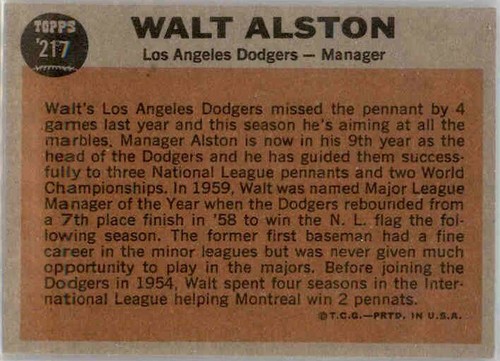 TOPPS
217
WALT ALSTON
Los Angeles Dodgers — Manager
Walt's Los Angeles Dodgers missed the pennant by 4
games last year and this season he's aiming at all the
marbles. Manager Alston is now in his 9th year as the
head of the Dodgers and he has guided them success-
fully to three National League pennants and two World
Championships. In 1959, Walt was named Major League
Manager of the Year when the Dodgers rebounded from
a 7th place finish in '58 to win the N. L. flag the fol-
lowing season. The former first baseman had a fine
career in the minor leagues but was never given much
opportunity to play in the majors. Before joining the
Dodgers in 1954, Walt spent four seasons in the Inter-
national League helping Montreal win 2 pennats.
©T.C.G.—PRTD. IN U.S.A.